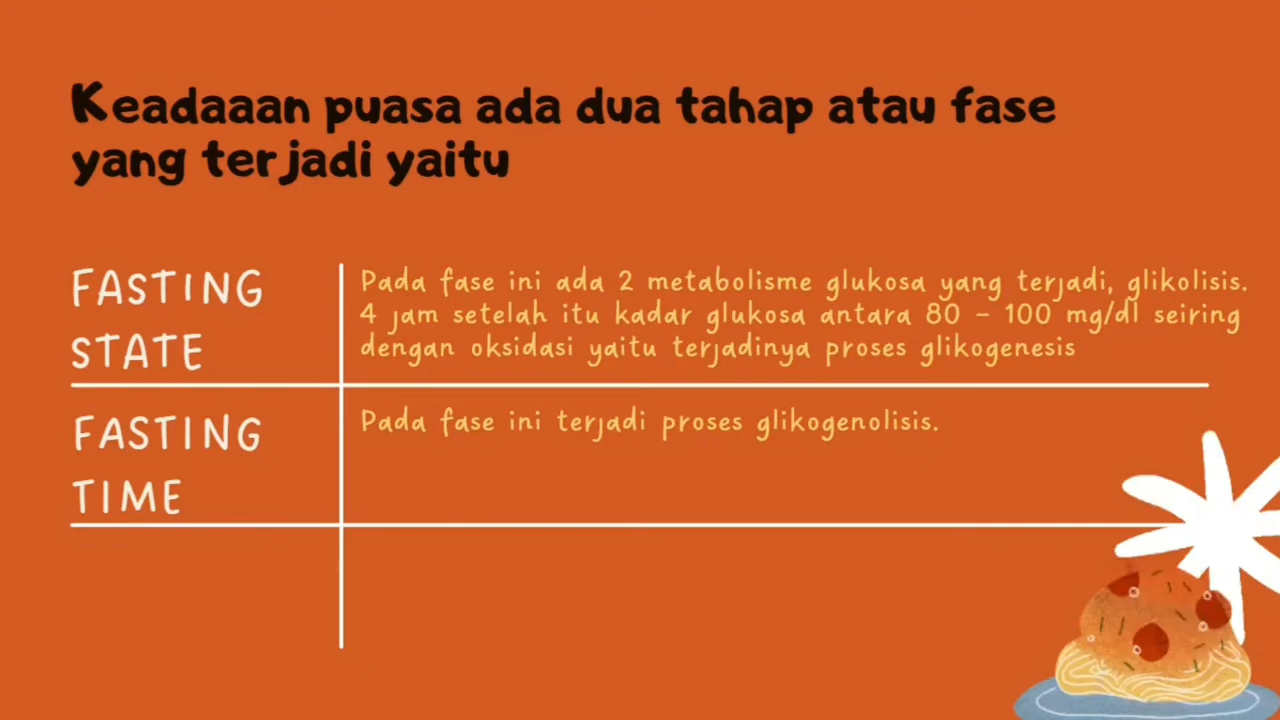 Keadaaan puasa ada dua tahap atau fase
yang terjadi yaitu
FASTING
STATE
Pada fase ini ada 2 metabolisme glukosa yang terjadi, glikolisis.
4 jam setelah itu kadar glukosa antara 80 - 100 mg/dl seiring
dengan oksidasi yaitu terjadinya proses glikogenesis
FASTING
TIME
Pada fase ini terjadi proses glikogenolisis.